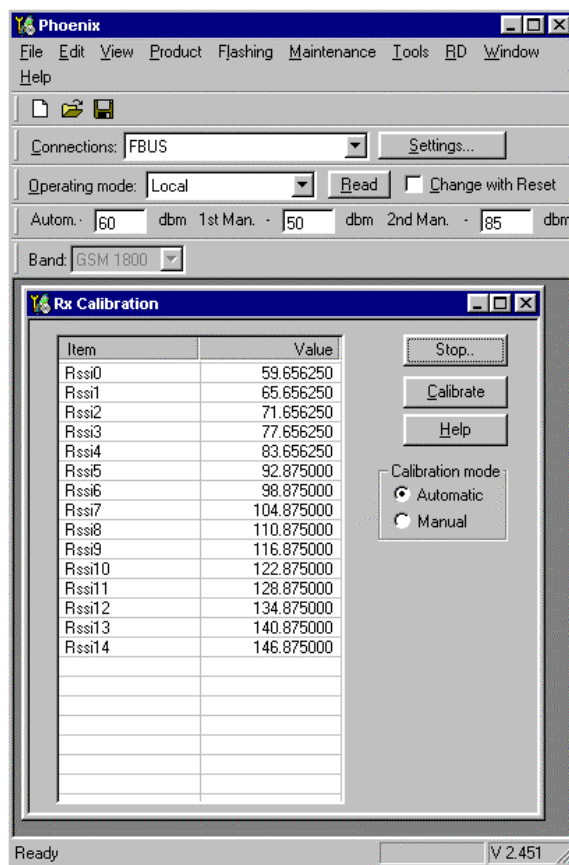 Phoenix
File Edit View Product Flashing Maintenance Tools RD Window
Help
Connections: FBUS Settings...
Operating mode: Local Read Change with Reset
Autom. - 60 dbm 1st Man. - 50 dbm 2nd Man. - 85 dbm
Band: GSM 1800
Rx Calibration
Item Value
Rssi0 59.656250
Rssi1 65.656250
Rssi2 71.656250
Rssi3 77.656250
Rssi4 83.656250
Rssi5 92.875000
Rssi6 98.875000
Rssi7 104.875000
Rssi8 110.875000
Rssi9 116.875000
Rssi10 122.875000
Rssi11 128.875000
Rssi12 134.875000
Rssi13 140.875000
Rssi14 146.875000
Stop..
Calibrate
Help
Calibration mode
Automatic
Manual
Ready V 2.451